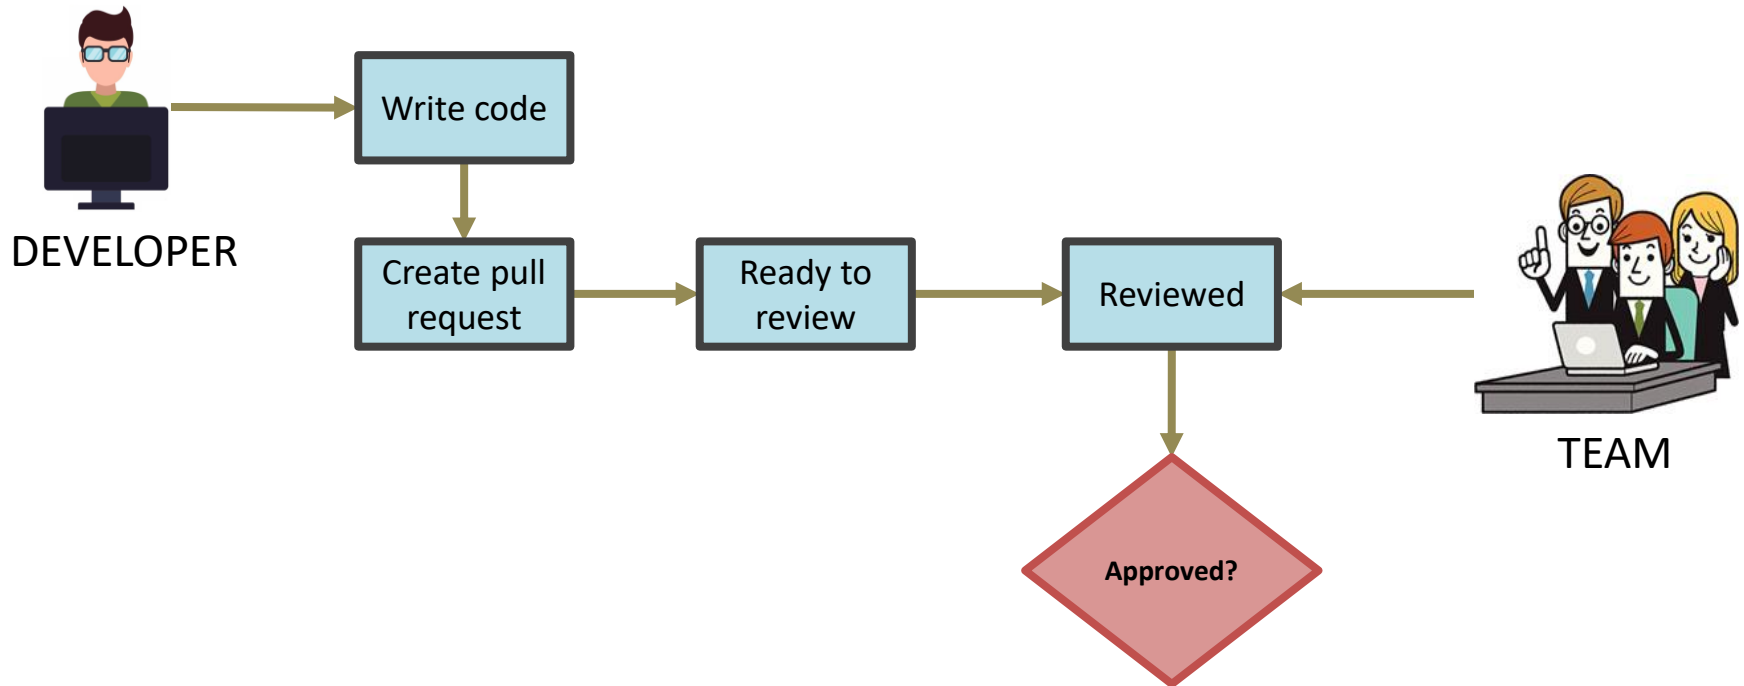 DEVELOPER
Write code
Create pull
request
Ready to
review
Reviewed
TEAM
Approved?